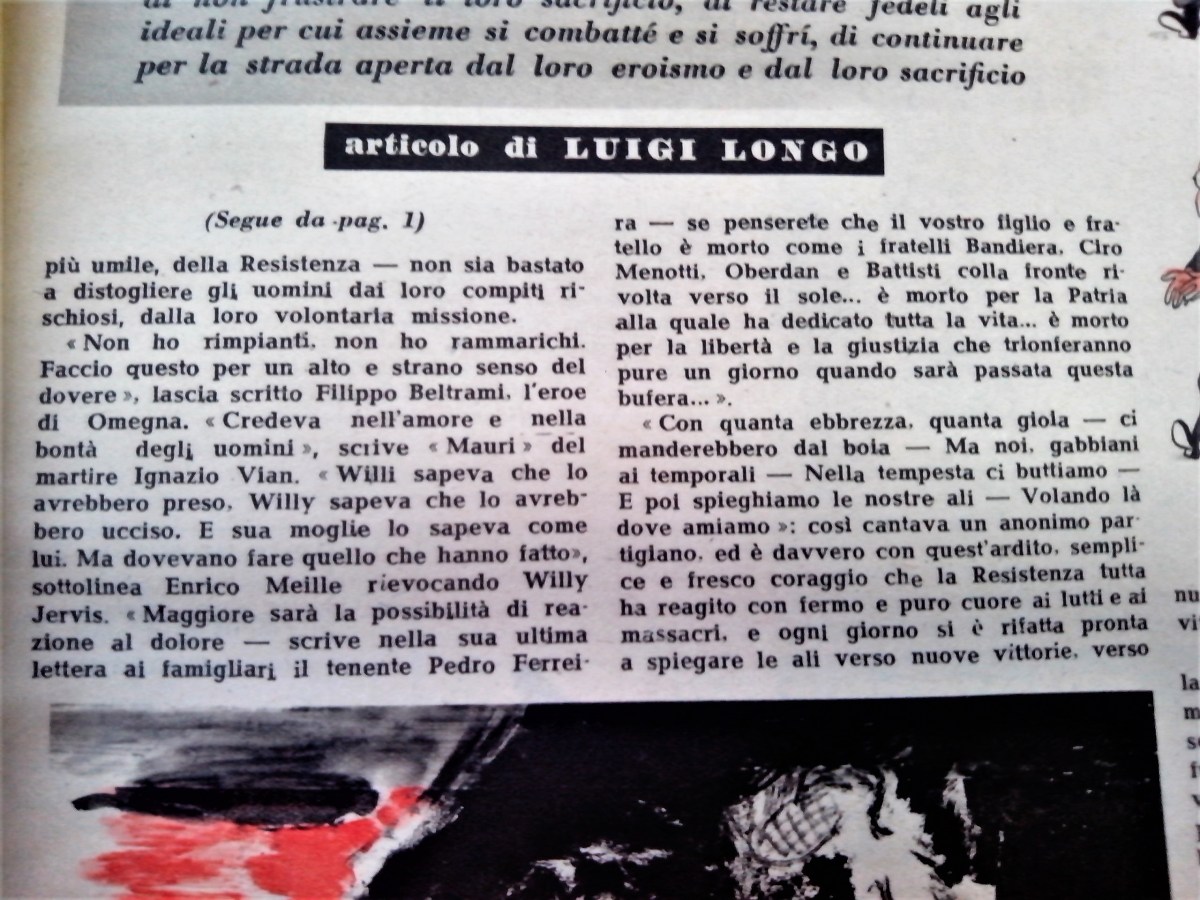 di non frustrare il loro sacrificio, di restare fedeli agli
ideali per cui assieme si combatté e si soffrí, di continuare
per la strada aperta dal loro eroismo e dal loro sacrificio
articolo di LUIGI LONGO
(Segue da pag. 1)
più umile, della Resistenza — non sia bastato
a distogliere gli uomini dai loro compiti ri-
schiosi, dalla loro volontaria missione.
« Non ho rimpianti, non ho rammarichi.
Faccio questo per un alto e strano senso del
dovere », lascia scritto Filippo Beltrami, l'eroe
di Omegna. « Credeva nell'amore e nella
bontà degli uomini », scrive « Mauri » del
martire Ignazio Vian. « Willi sapeva che lo
avrebbero preso, Willy sapeva che lo avreb-
bero ucciso. E sua moglie lo sapeva come
lui. Ma dovevano fare quello che hanno fatto»,
sottolinea Enrico Meille rievocando Willy
Jervis. « Maggiore sarà la possibilità di rea-
zione al dolore — scrive nella sua ultima
lettera ai famigliari il tenente Pedro Ferrei-
ra — se penserete che il vostro figlio e fra-
tello è morto come i fratelli Bandiera, Ciro
Menotti, Oberdan e Battisti colla fronte ri-
volta verso il sole... è morto per la Patria
alla quale ha dedicato tutta la vita... è morto
per la libertà e la giustizia che trionferanno
pure un giorno quando sarà passata questa
bufera... ».
« Con quanta ebbrezza, quanta gioia — ci
manderebbero dal boia — Ma noi, gabbiani
ai temporali — Nella tempesta ci buttiamo —
E poi spieghiamo le nostre ali — Volando là
dove amiamo »: così cantava un anonimo par-
tigiano, ed è davvero con quest'ardito, sempli-
ce e fresco coraggio che la Resistenza tutta
ha reagito con fermo e puro cuore ai lutti e ai
massacri, e ogni giorno si è rifatta pronta
a spiegare le ali verso nuove vittorie, verso